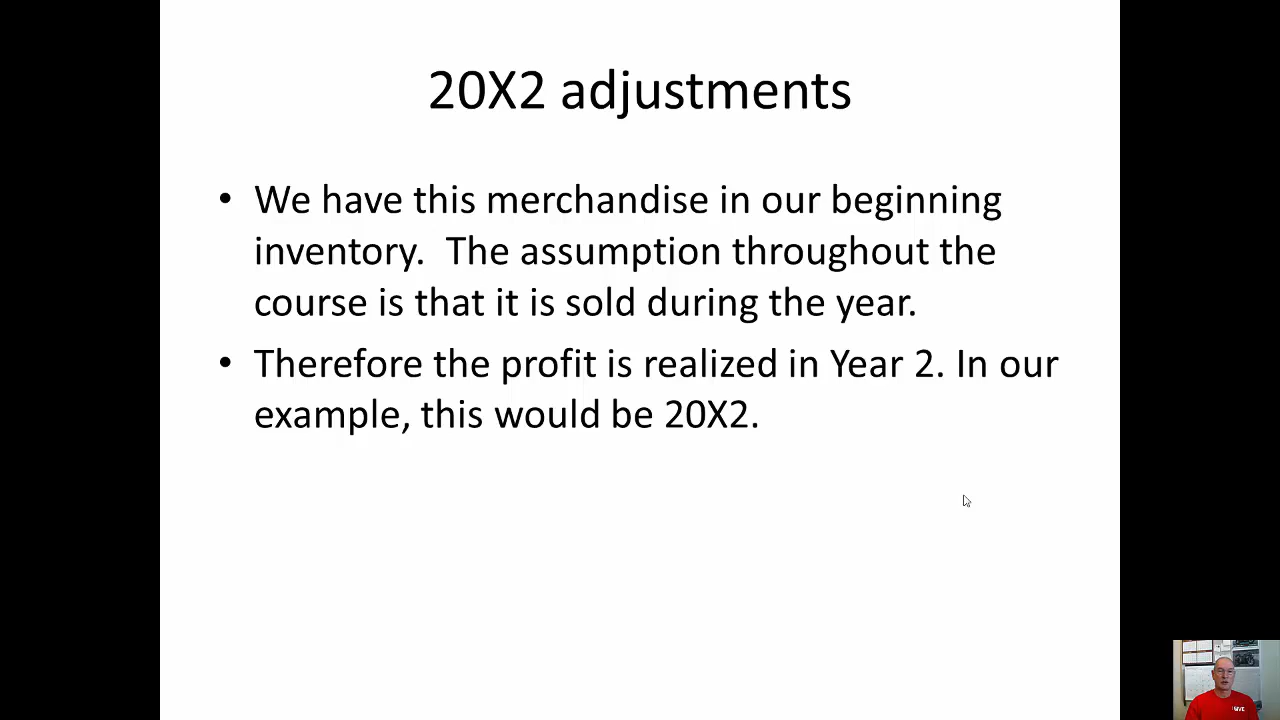 20X2 adjustments
• We have this merchandise in our beginning
inventory.  The assumption throughout the
course is that it is sold during the year.
• Therefore the profit is realized in Year 2. In our
example, this would be 20X2.